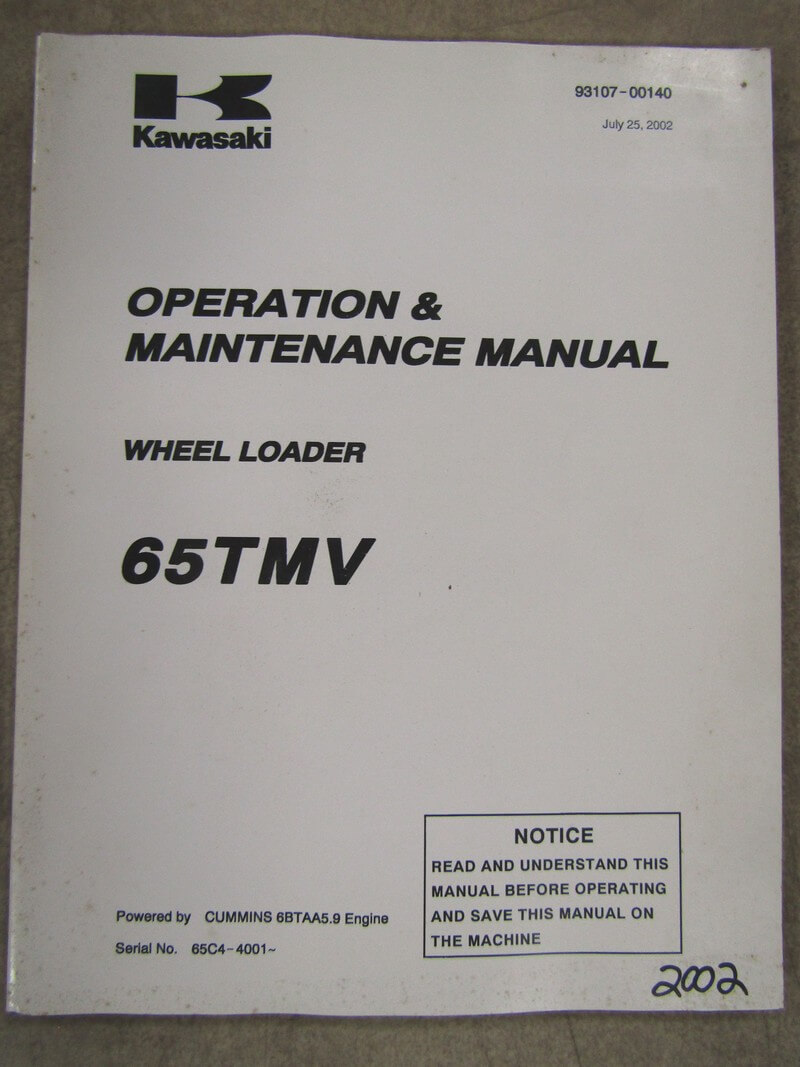 Kawasaki
93107-00140
July 25, 2002
OPERATION &
MAINTENANCE MANUAL
WHEEL LOADER
65TMV
NOTICE
READ AND UNDERSTAND THIS
MANUAL BEFORE OPERATING
AND SAVE THIS MANUAL ON
THE MACHINE
Powered by CUMMINS 6BTAA5.9 Engine
Serial No. 65C4-4001~
2002